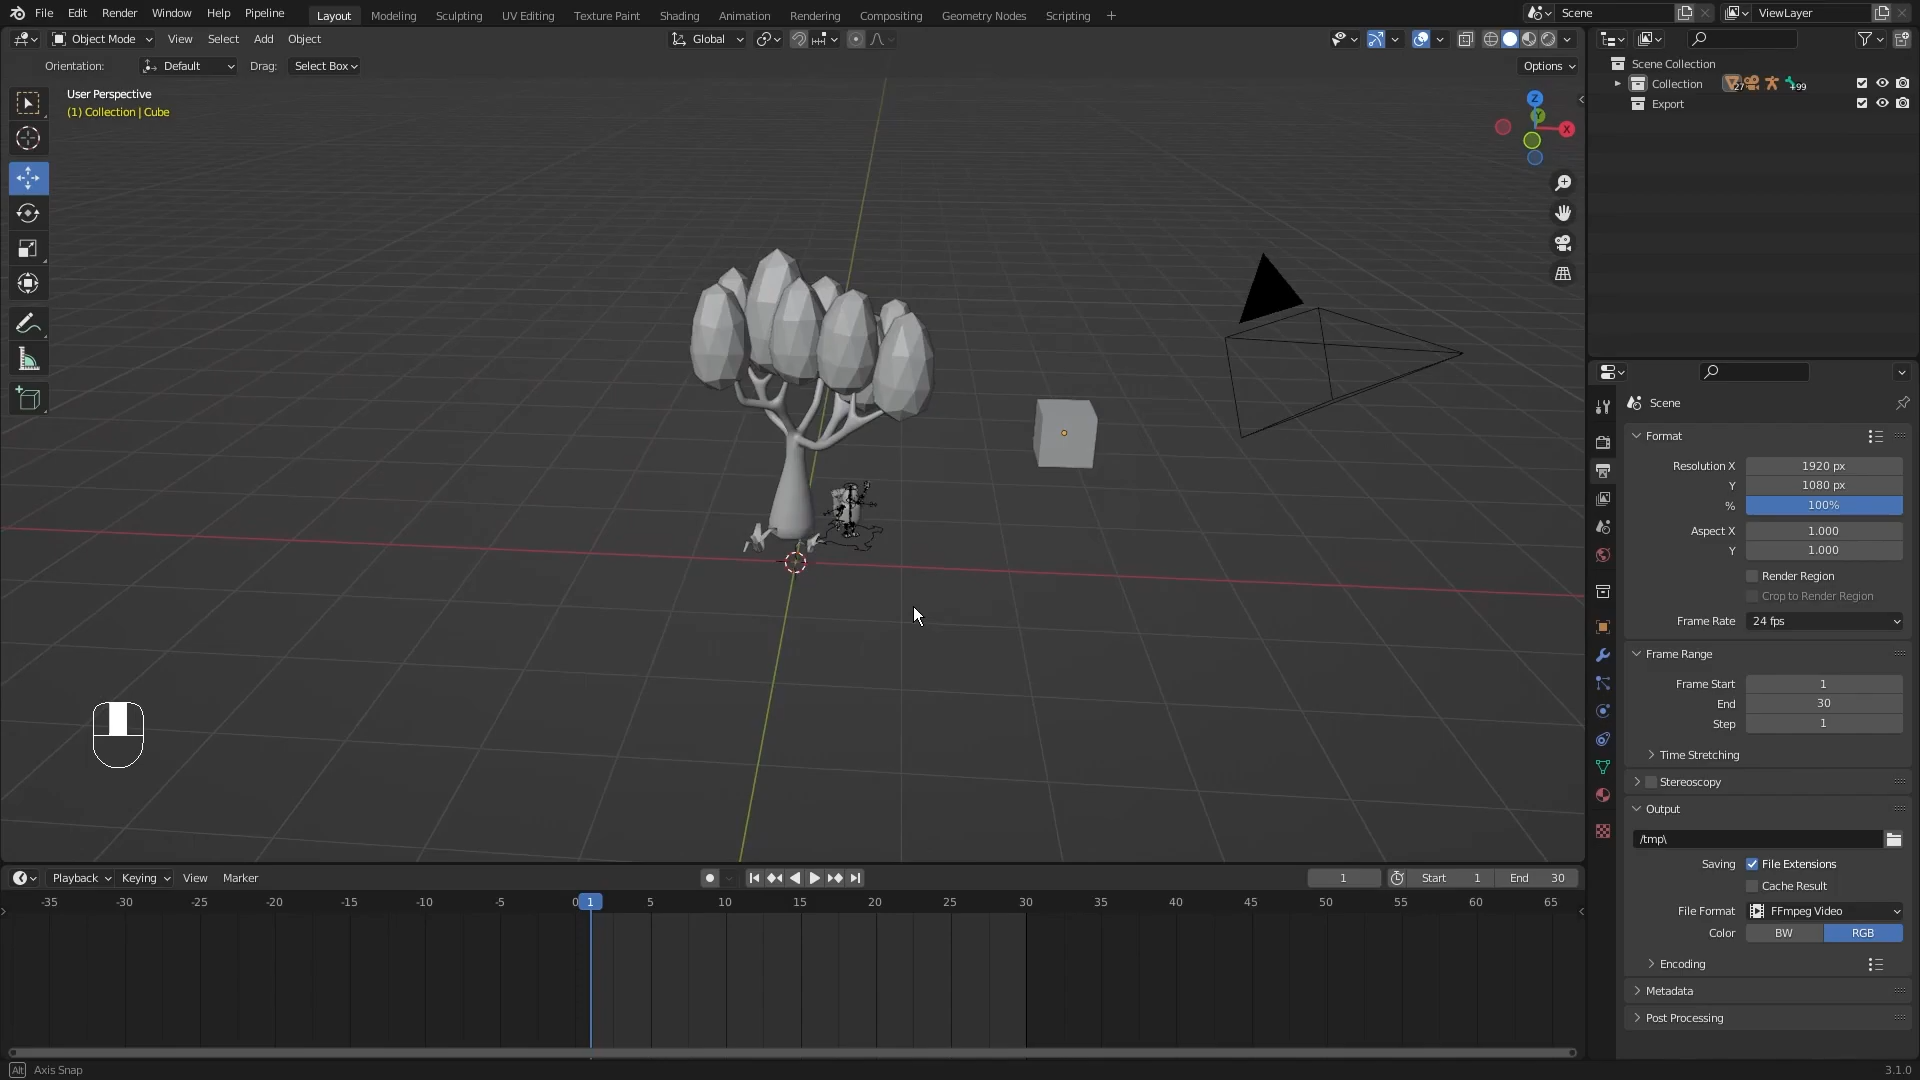 File Edit Render Window Help Pipeline
Layout Modeling Sculpting UV Editing Texture Paint Shading Animation Rendering Compositing Geometry Nodes Scripting +
Scene
ViewLayer
Object Mode View Select Add Object
Global
Orientation: Default Drag: Select Box
Options
User Perspective
(1) Collection | Cube
Z
Y
X
Scene Collection
Collection 27 +99
Export
Scene
Format
Resolution X 1920 px
Y 1080 px
% 100%
Aspect X 1.000
Y 1.000
Render Region
Crop to Render Region
Frame Rate 24 fps
Frame Range
Frame Start 1
End 30
Step 1
Time Stretching
Stereoscopy
Output
/tmp\
Saving File Extensions
Cache Result
File Format FFmpeg Video
Color BW RGB
Encoding
Metadata
Post Processing
Playback Keying View Marker
1 Start 1 End 30
-35 -30 -25 -20 -15 -10 -5 0 1 5 10 15 20 25 30 35 40 45 50 55 60 65
Alt Axis Snap
3.1.0